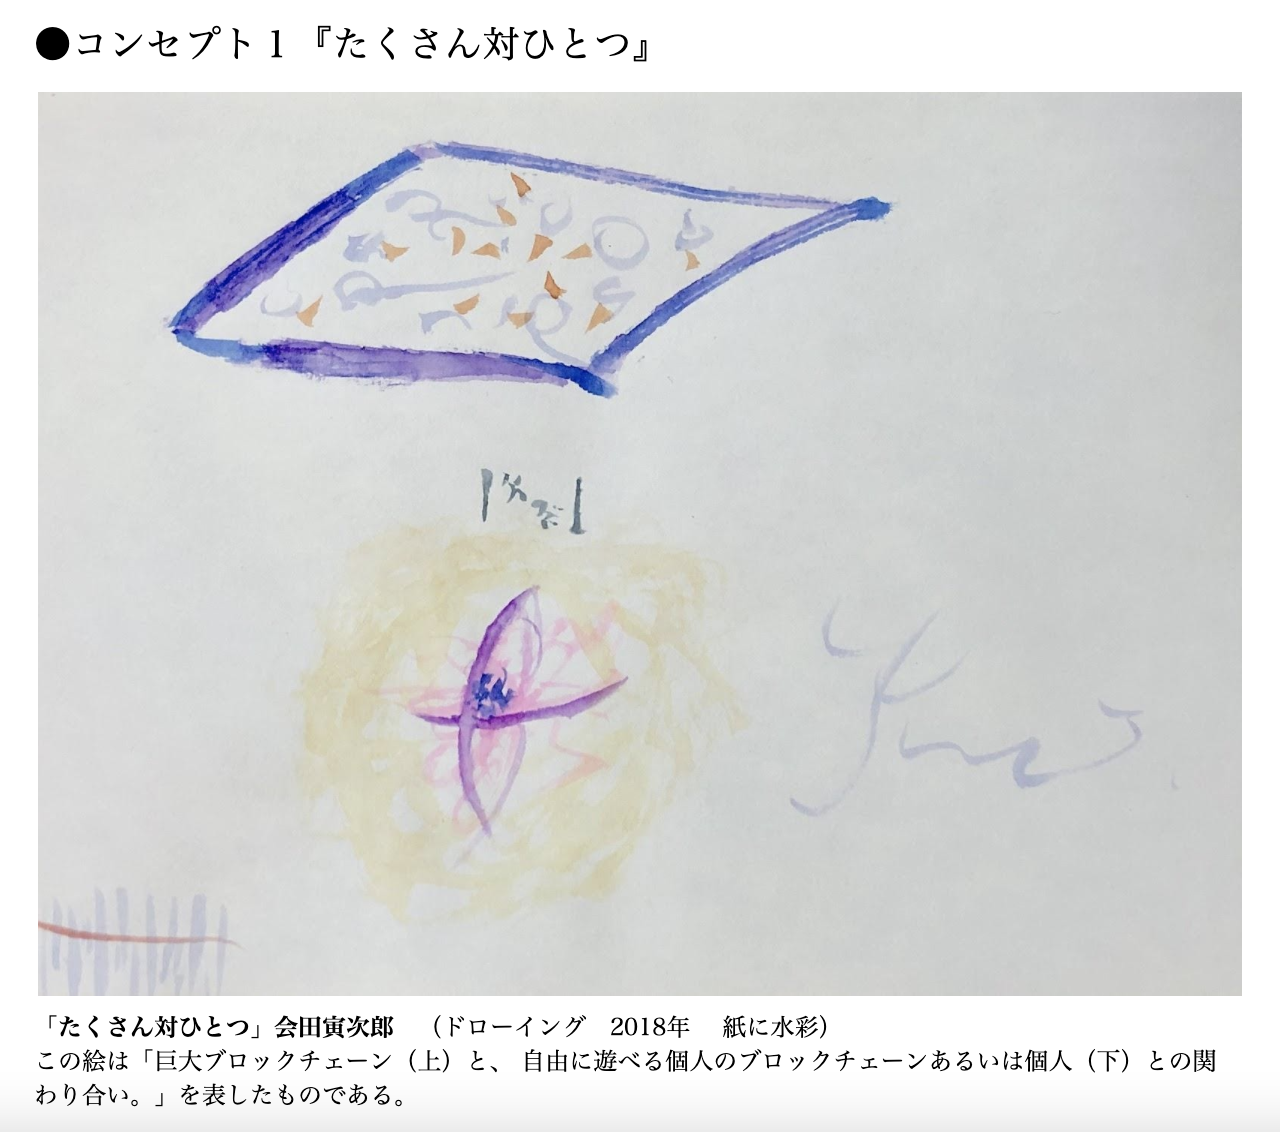 ●コンセプト１『たくさん対ひとつ』
「たくさん対ひとつ」会田寅次郎　（ドローイング　2018年　 紙に水彩）
この絵は「巨大ブロックチェーン（上）と、 自由に遊べる個人のブロックチェーンあるいは個人（下）との関
わり合い。」を表したものである。